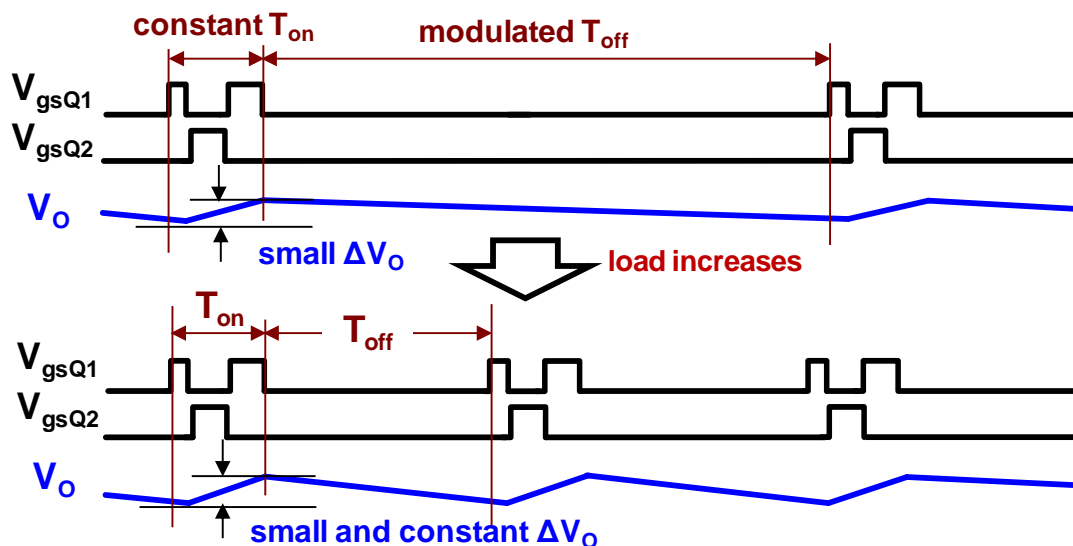 constant Ton
modulated Toff
VgsQ1
VgsQ2
VO
small ΔVO
load increases
Ton
Toff
VgsQ1
VgsQ2
VO
small and constant ΔVO